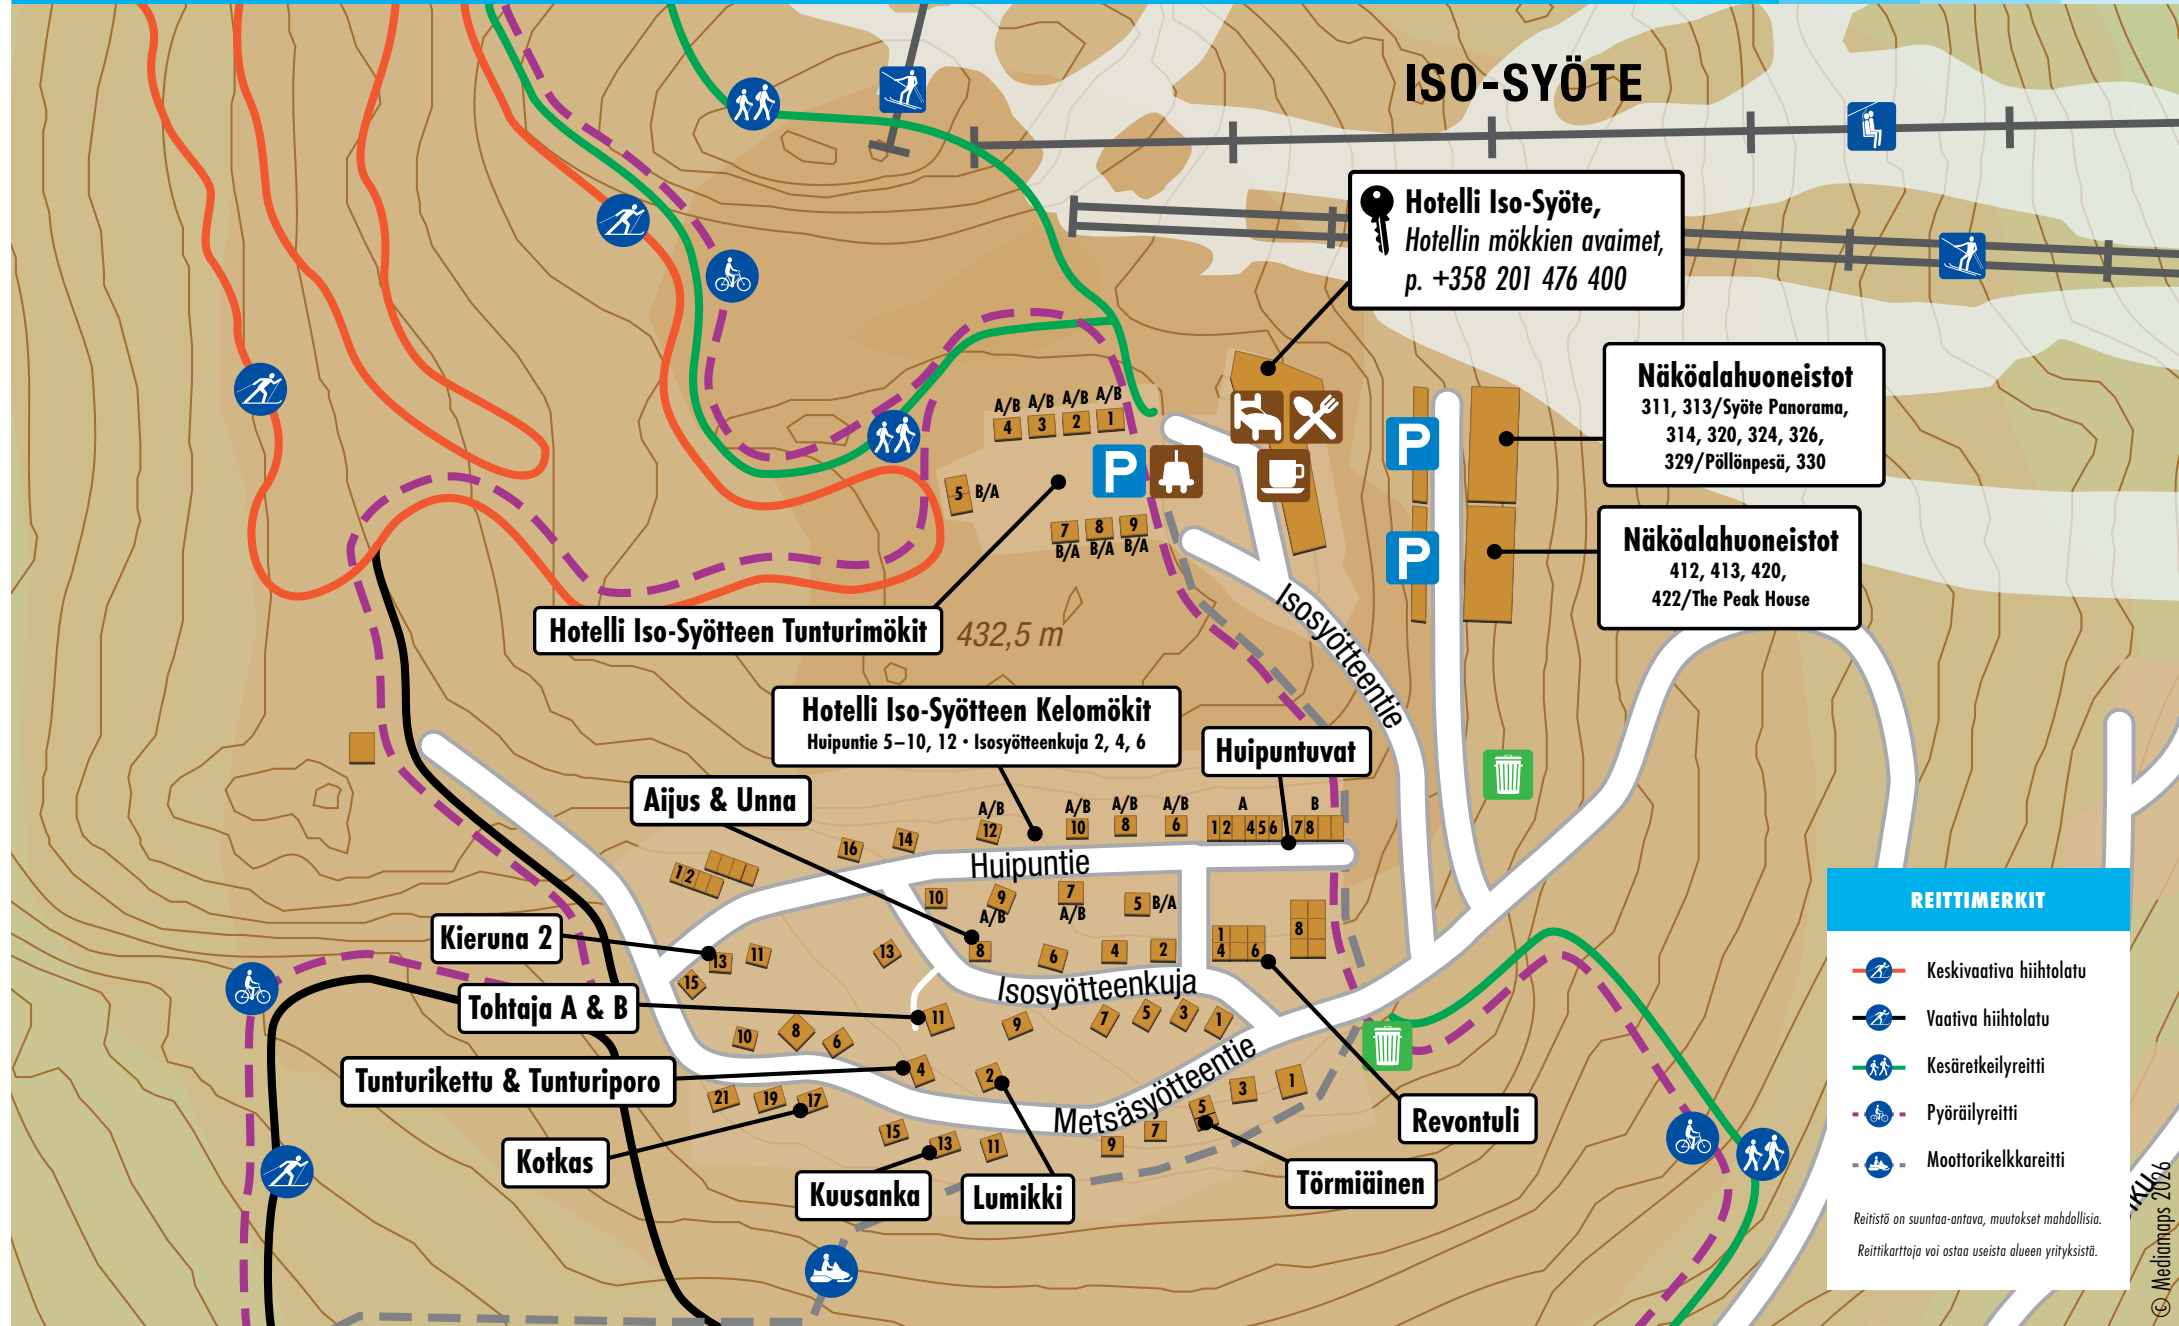 ISO-SYÖTE
Hotelli Iso-Syöte,
Hotellin mökkien avaimet,
p. +358 201 476 400
Näköalahuoneistot
311, 313/Syöte Panorama,
314, 320, 324, 326,
329/Pöllönpesä, 330
Näköalahuoneistot
412, 413, 420,
422/The Peak House
A/B A/B A/B A/B
4 3 2 1
P
5 B/A
7 8 9
B/A B/A B/A
P
P
Isosyötteentie
Hotelli Iso-Syötteen Tunturimökit
432,5 m
Hotelli Iso-Syötteen Kelomökit
Huipuntie 5–10, 12 • Isosyötteenkuja 2, 4, 6
Huipuntuvat
Aijus & Unna
A/B A/B A/B A/B A B
16 14 12 10 8 6 1 2 4 5 6 7 8
1 2
Huipuntie
10 9 7 5 B/A
A/B A/B
1
4 6
8
Kieruna 2
13 11 13 8 6 4 2
15
Isosyötteenkuja
Tohtaja A & B
11 9 7 5 3 1
10 8 6
Tunturikettu & Tunturiporo
4 2
Metsäsyötteentie
21 19 17
5 3 1
15 13 11 9 7
Revontuli
Kotkas
Kuusanka
Lumikki
Törmiäinen
REITTIMERKIT
Keskivaativa hiihtolatu
Vaativa hiihtolatu
Kesäretkeilyreitti
Pyöräilyreitti
Moottorikelkkareitti
Reitistö on suuntaa-antava, muutokset mahdollisia.
Reittikarttoja voi ostaa useista alueen yrityksistä.
© Mediamaps 2026